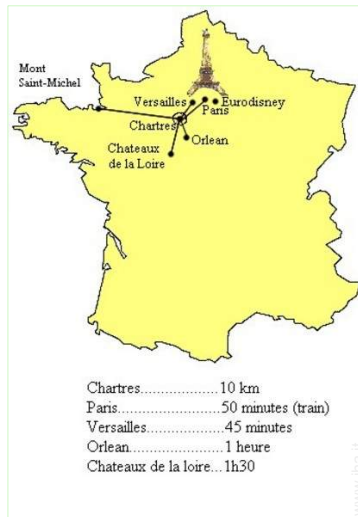 Mont
Saint-Michel
Versailles
Eurodisney
Paris
Chartres
Orlean
Chateaux
de la Loire
Chartres.....................10 km
Paris............................50 minutes (train)
Versailles....................45 minutes
Orlean.........................1 heure
Chateaux de la loire...1h30